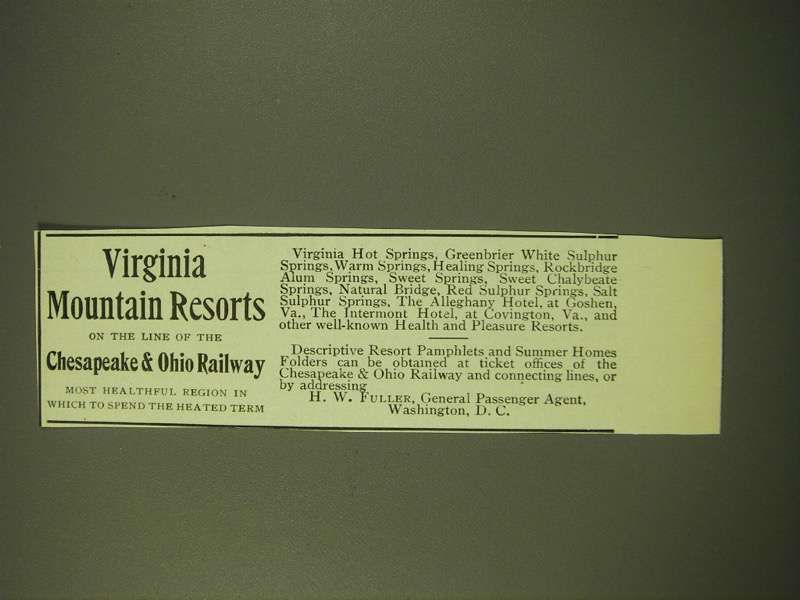 Virginia
Mountain Resorts
ON THE LINE OF THE
Chesapeake & Ohio Railway
MOST HEALTHFUL REGION IN
WHICH TO SPEND THE HEATED TERM
Virginia Hot Springs, Greenbrier White Sulphur
Springs, Warm Springs, Healing Springs, Rockbridge
Alum Springs, Sweet Springs, Sweet Chalybeate
Springs, Natural Bridge, Red Sulphur Springs, Salt
Sulphur Springs, The Alleghany Hotel, at Goshen,
Va., The Intermont Hotel, at Covington, Va., and
other well-known Health and Pleasure Resorts.
Descriptive Resort Pamphlets and Summer Homes
Folders can be obtained at ticket offices of the
Chesapeake & Ohio Railway and connecting lines, or
by addressing
H. W. FULLER, General Passenger Agent,
Washington, D. C.